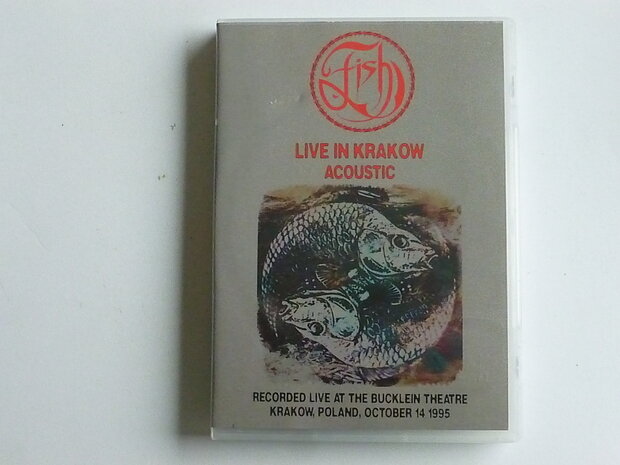 Fish
LIVE IN KRAKOW
ACOUSTIC
RECORDED LIVE AT THE BUCKLEIN THEATRE
KRAKOW, POLAND, OCTOBER 14 1995